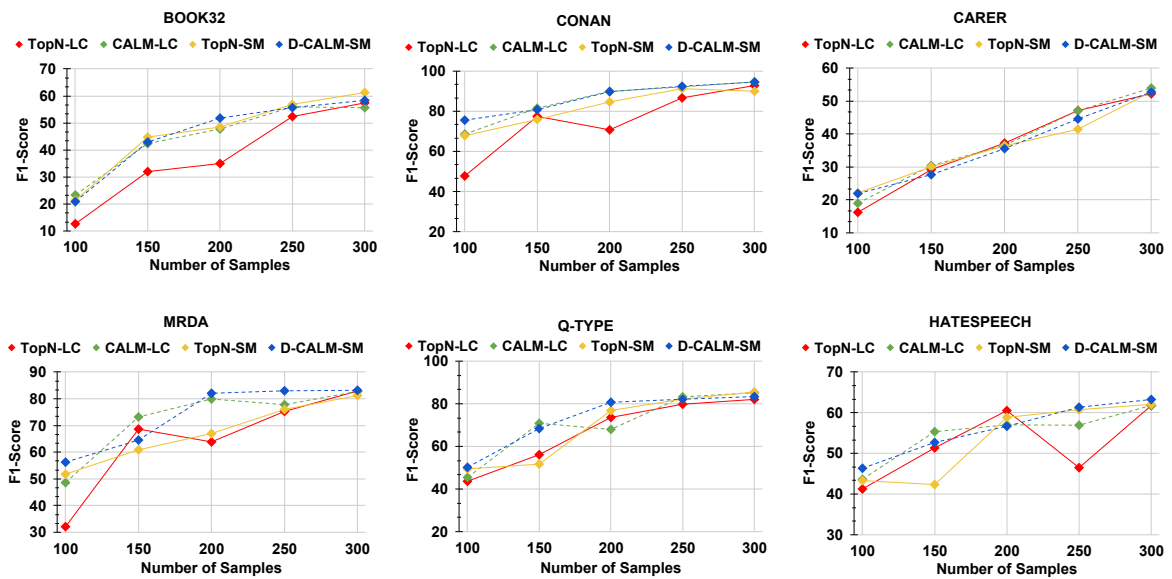 BOOK32
TopN-LC CALM-LC TopN-SM D-CALM-SM
F1-Score
70
60
50
40
30
20
10
100 150 200 250 300
Number of Samples
CONAN
TopN-LC CALM-LC TopN-SM D-CALM-SM
F1-Score
100
80
60
40
20
100 150 200 250 300
Number of Samples
CARER
TopN-LC CALM-LC TopN-SM D-CALM-SM
F1-Score
60
50
40
30
20
10
100 150 200 250 300
Number of Samples
MRDA
TopN-LC CALM-LC TopN-SM D-CALM-SM
F1-Score
90
80
70
60
50
40
30
100 150 200 250 300
Number of Samples
Q-TYPE
TopN-LC CALM-LC TopN-SM D-CALM-SM
F1-Score
100
80
60
40
20
100 150 200 250 300
Number of Samples
HATESPEECH
TopN-LC CALM-LC TopN-SM D-CALM-SM
F1-Score
70
60
50
40
30
100 150 200 250 300
Number of Samples